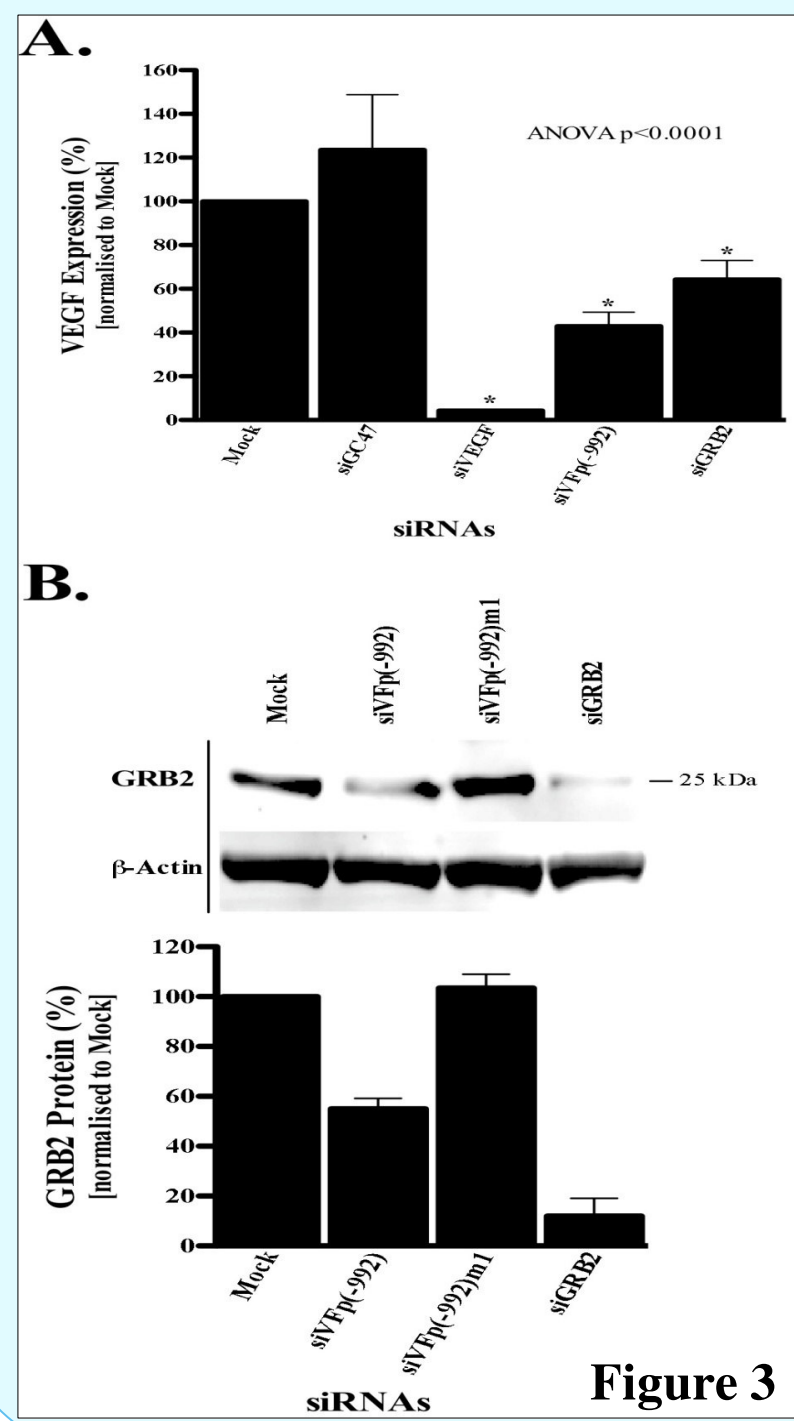 A.
160
140
120
100
80
60
40
20
0
VEGF Expression (%)
[normalised to Mock]
ANOVA p<0.0001
*
*
*
Mock
siGC47
siVEGF
siVFp(-992)
siGRB2
siRNAs
B.
Mock
siVFp(-992)
siVFp(-992)m1
siGRB2
GRB2
— 25 kDa
β-Actin
120
100
80
60
40
20
0
GRB2 Protein (%)
[normalised to Mock]
Mock
siVFp(-992)
siVFp(-992)m1
siGRB2
siRNAs
Figure 3